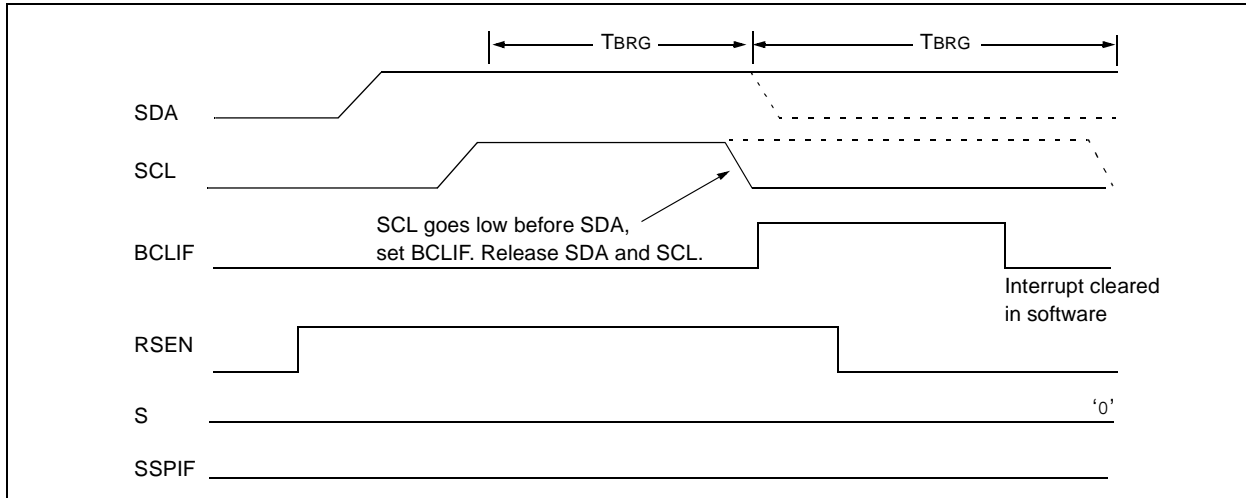 TBRG TBRG
SDA
SCL
SCL goes low before SDA,
set BCLIF. Release SDA and SCL.
BCLIF
Interrupt cleared
in software
RSEN
S ‘0’
SSPIF